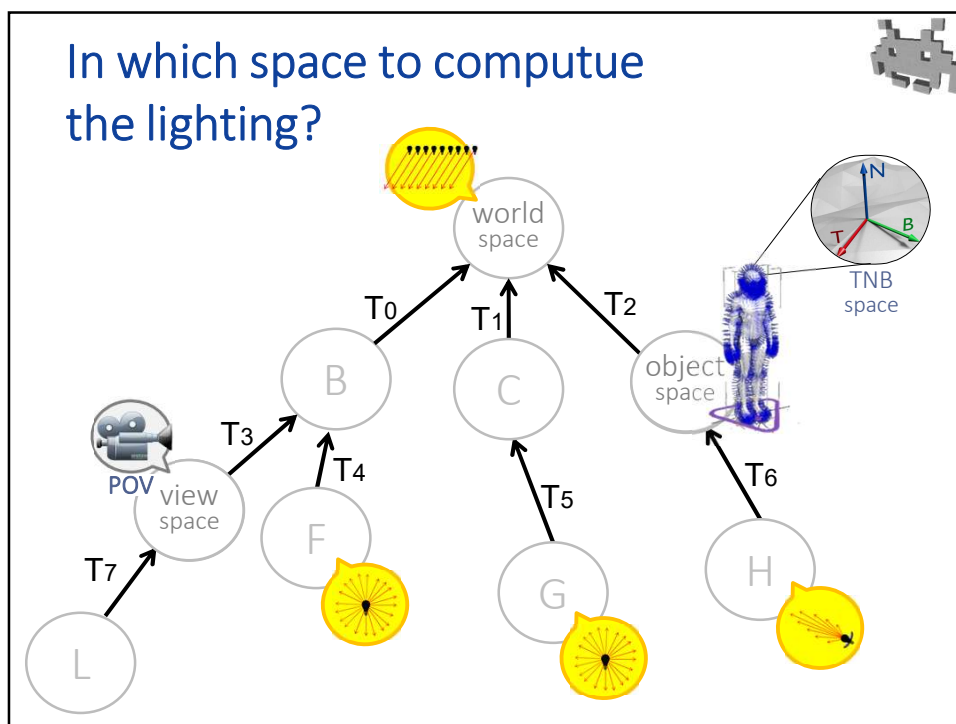 In which space to computue
the lighting?
world
space
N
T
B
TNB
space
T0
T1
T2
B
C
object
space
POV
view
space
T3
T4
F
T5
G
T6
H
T7
L